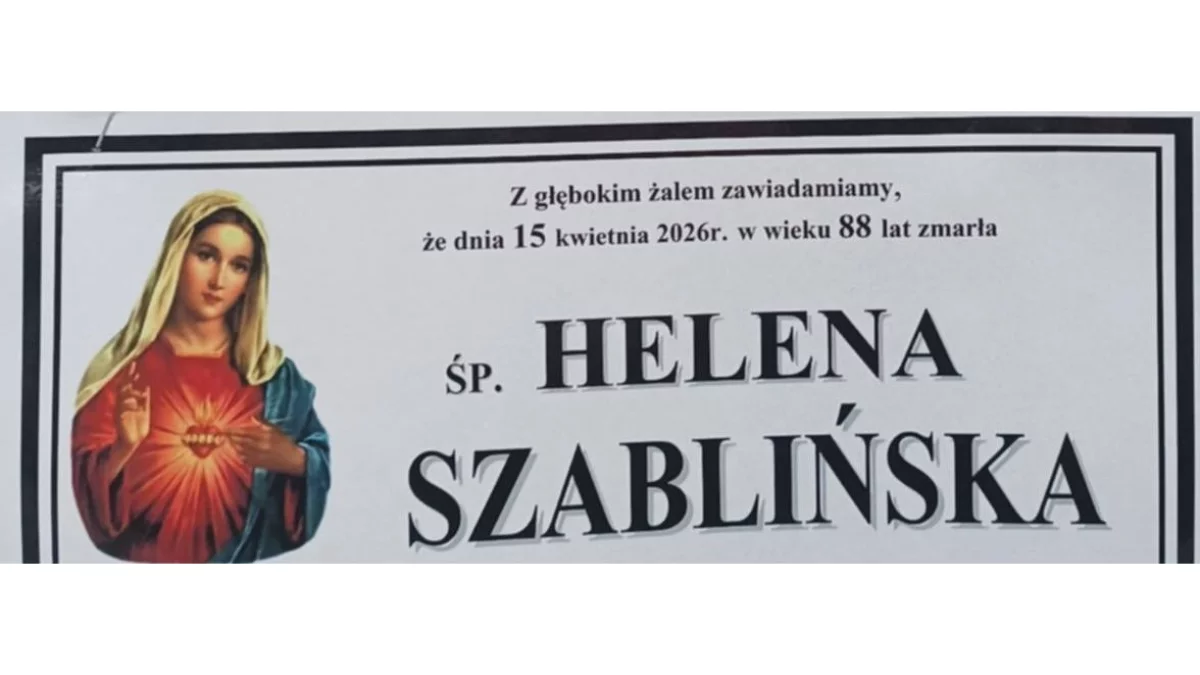 Z głębokim żalem zawiadamiamy,
że dnia 15 kwietnia 2026r. w wieku 88 lat zmarła
ŚP. HELENA
SZABLIŃSKA